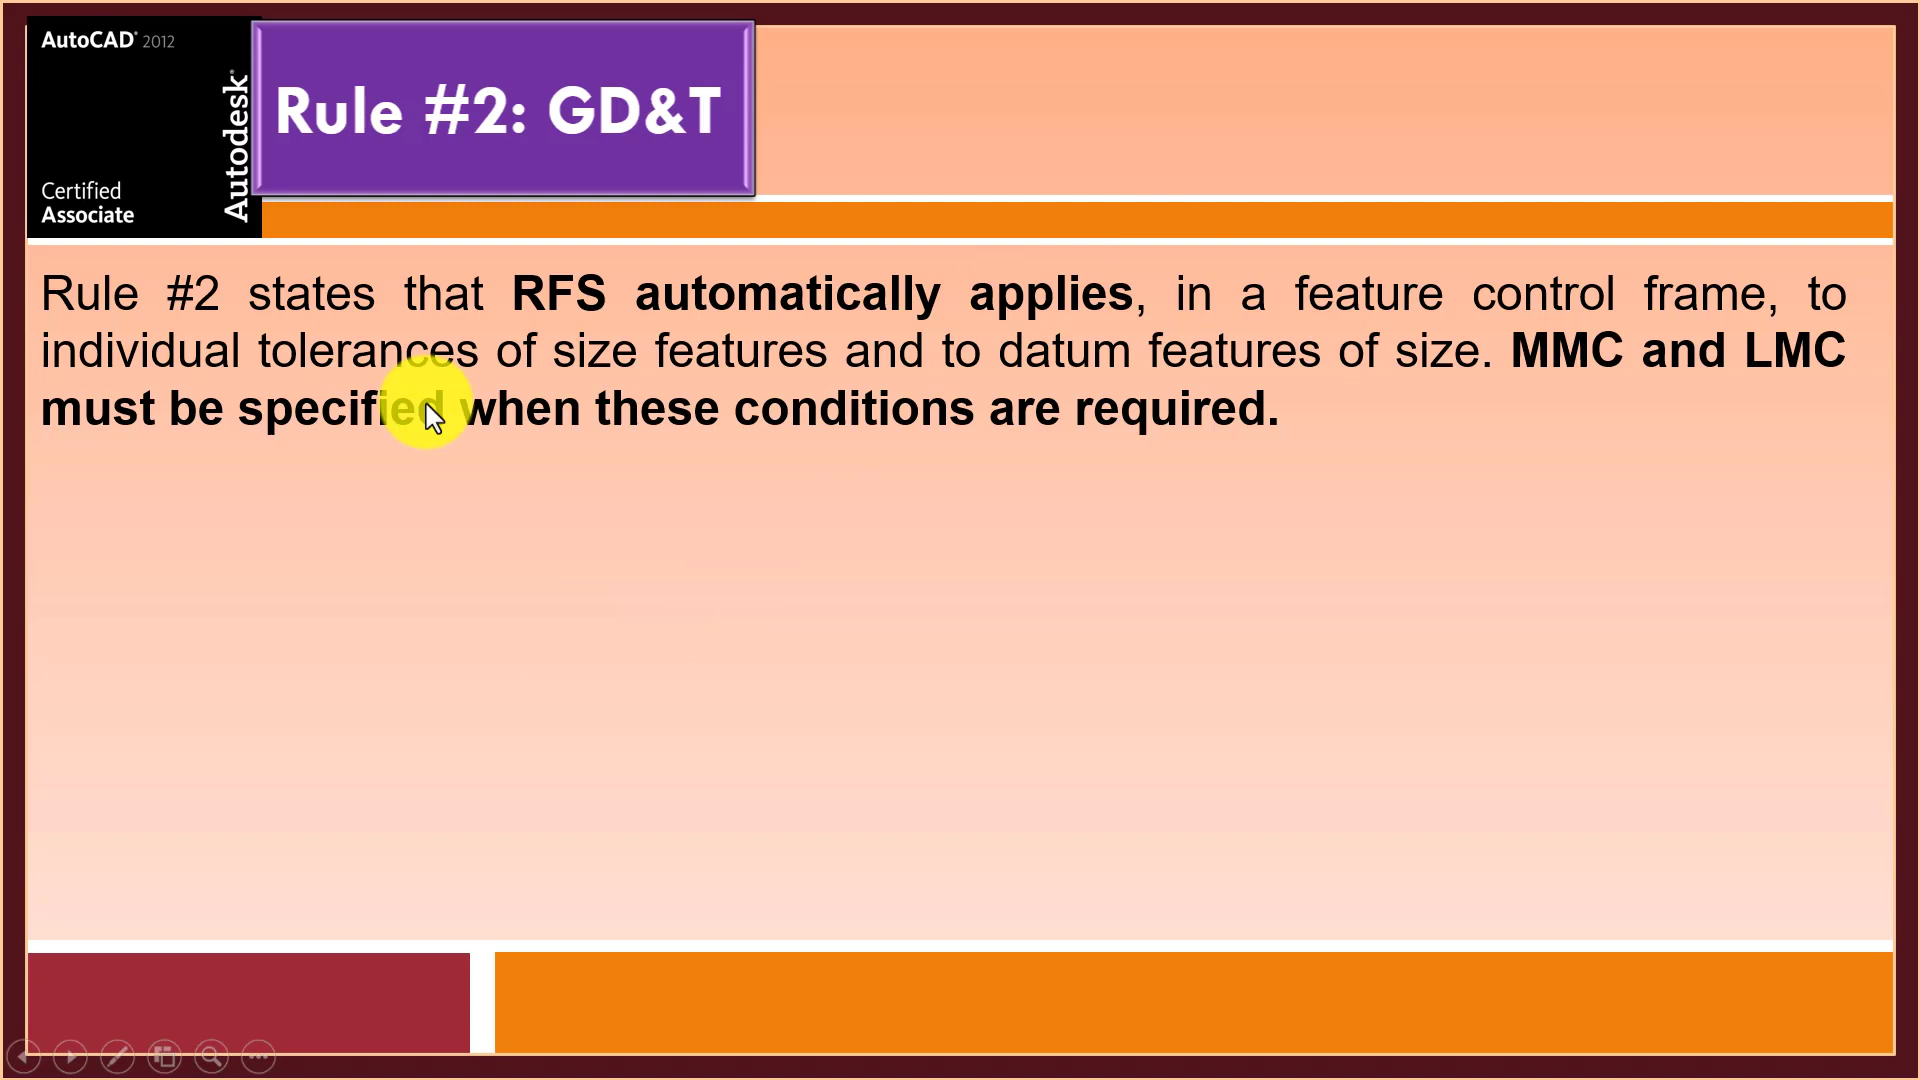 AutoCAD® 2012
Autodesk®
Certified
Associate
Rule #2: GD&T
Rule #2 states that RFS automatically applies, in a feature control frame, to
individual tolerances of size features and to datum features of size. MMC and LMC
must be specified when these conditions are required.